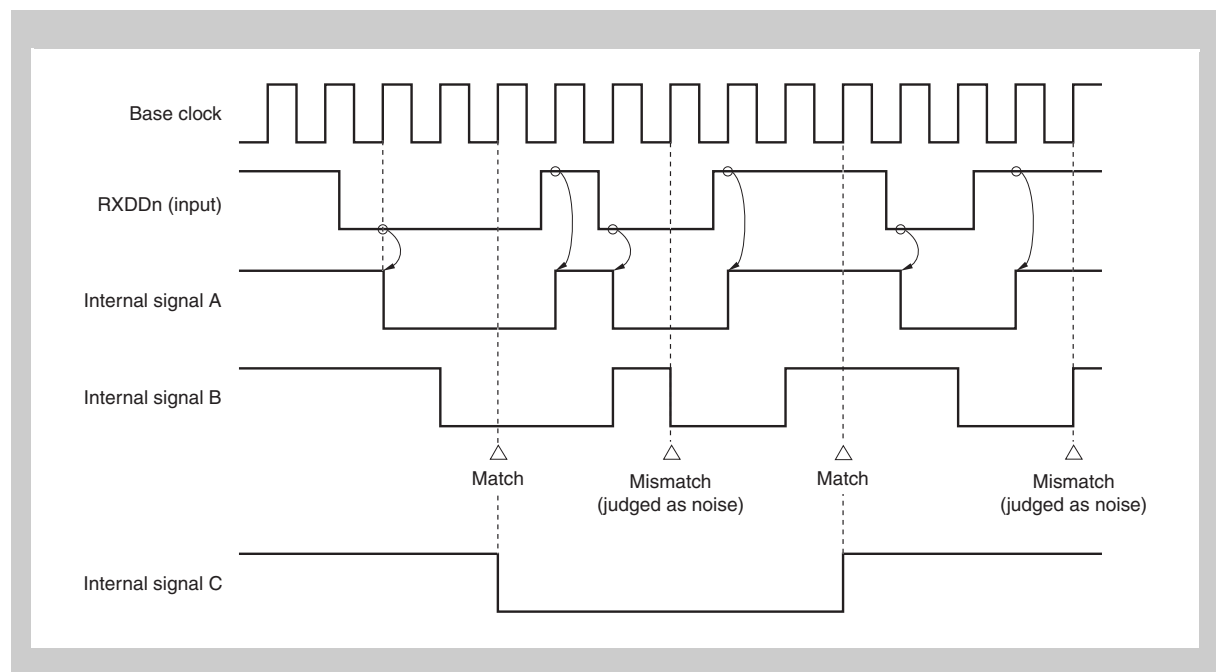 Base clock
RXDDn (input)
Internal signal A
Internal signal B
Match
Mismatch
(judged as noise)
Match
Mismatch
(judged as noise)
Internal signal C